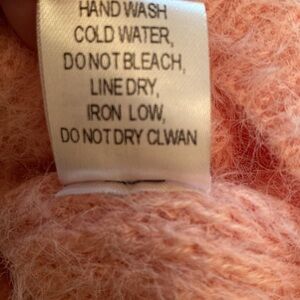 HAND WASH
COLD WATER,
DO NOT BLEACH,
LINE DRY,
IRON LOW,
DO NOT DRY CLWAN